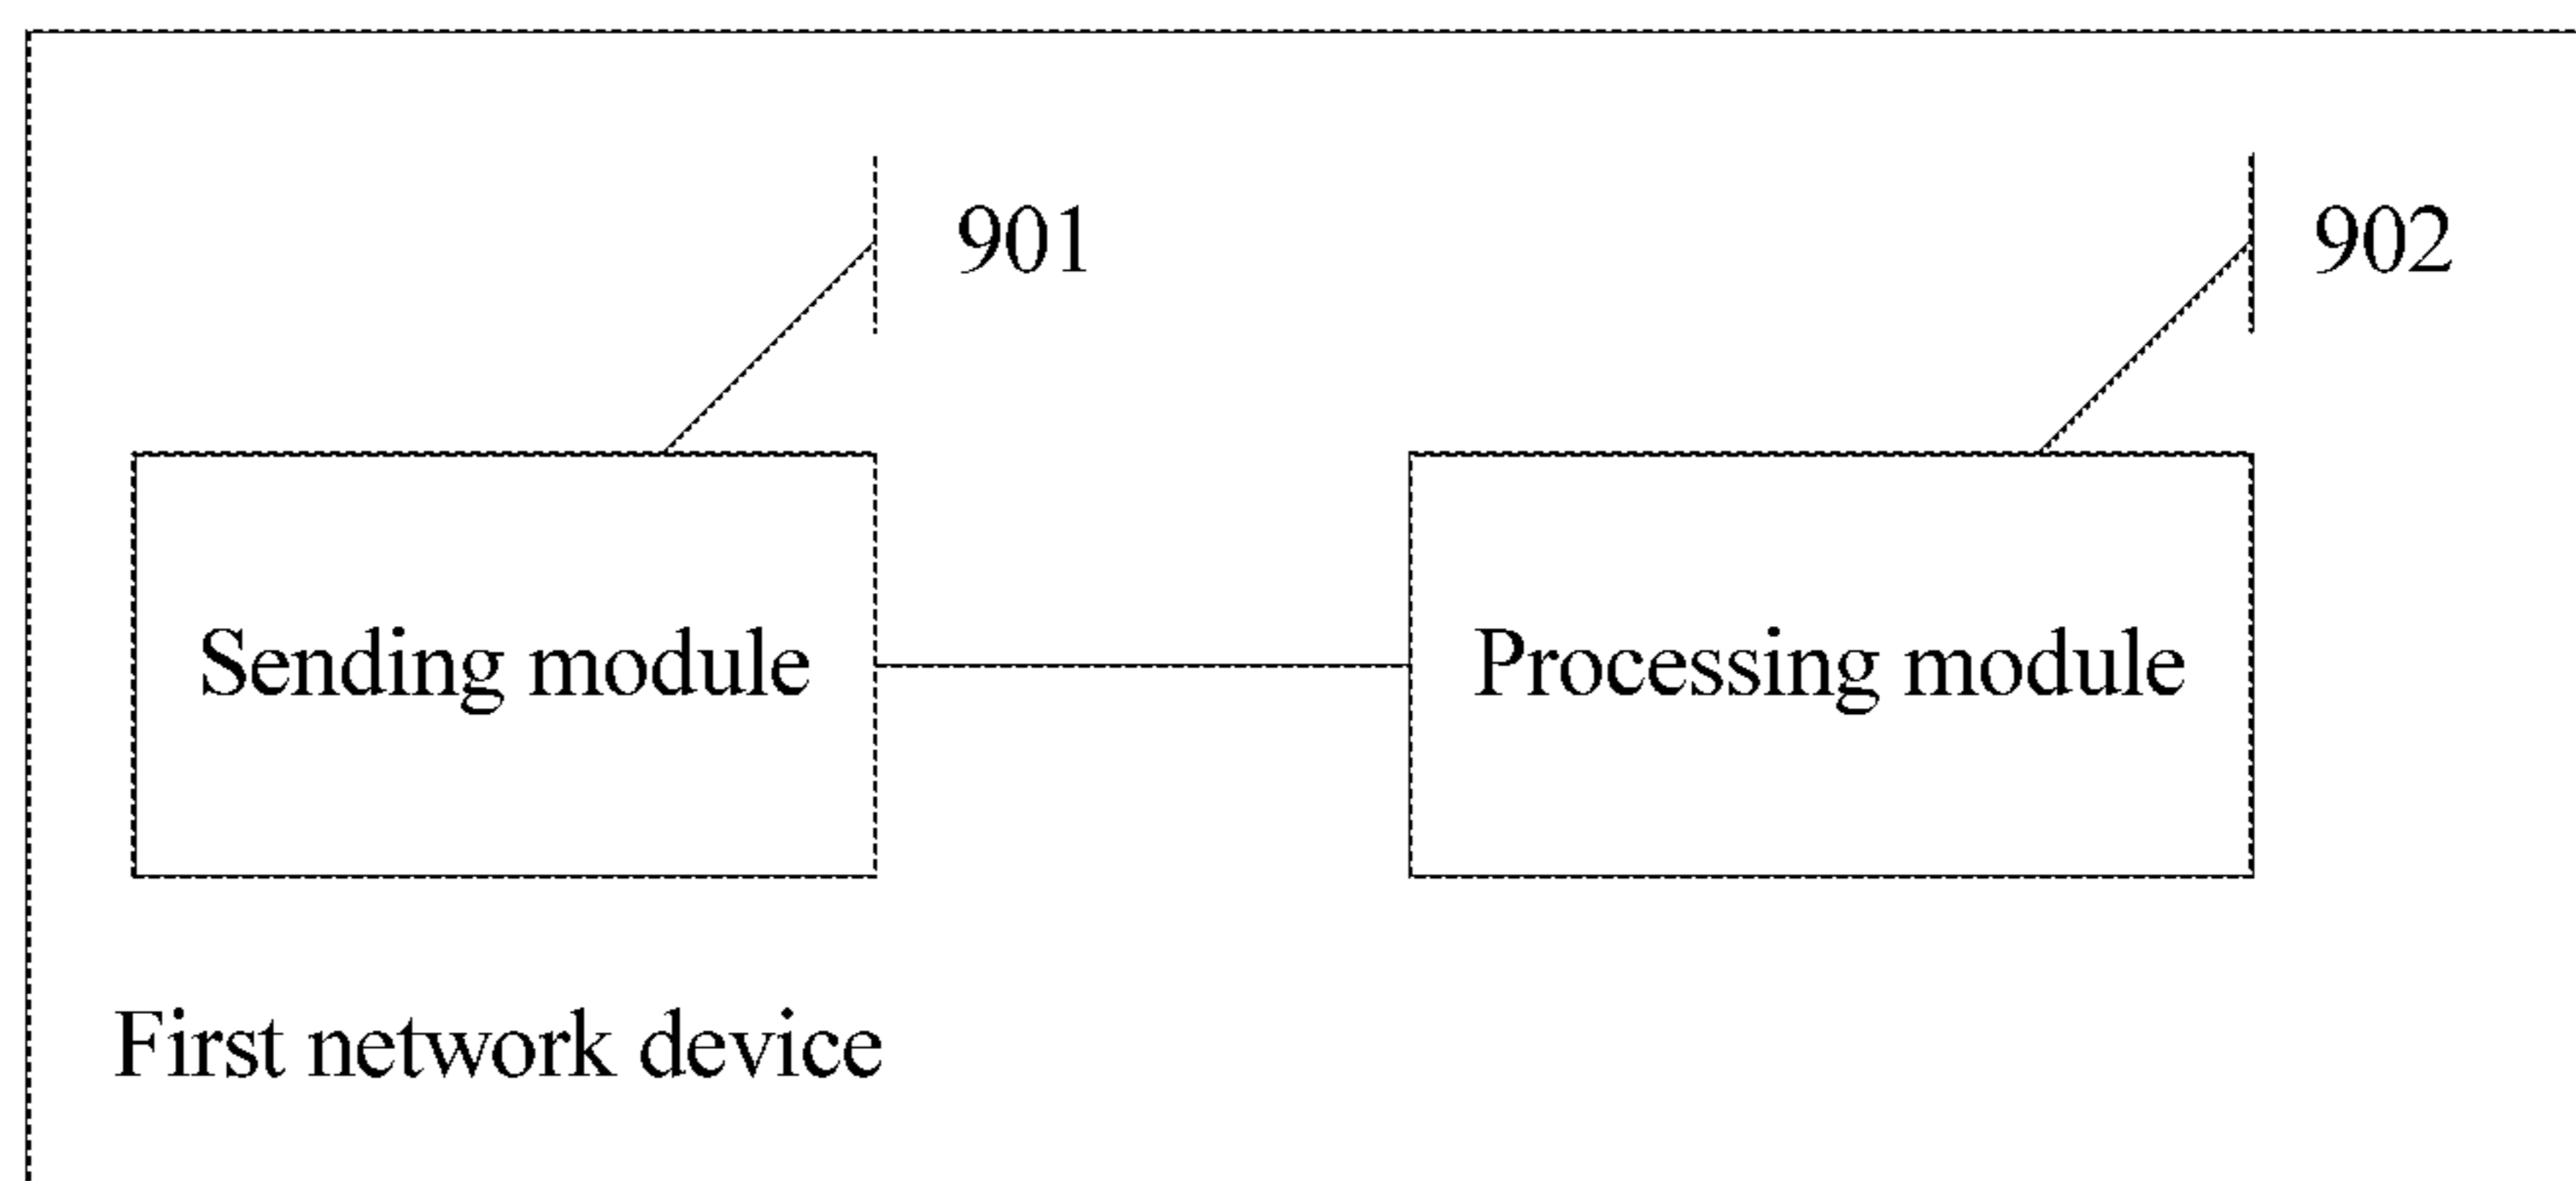 901
902
Sending module
Processing module
First network device